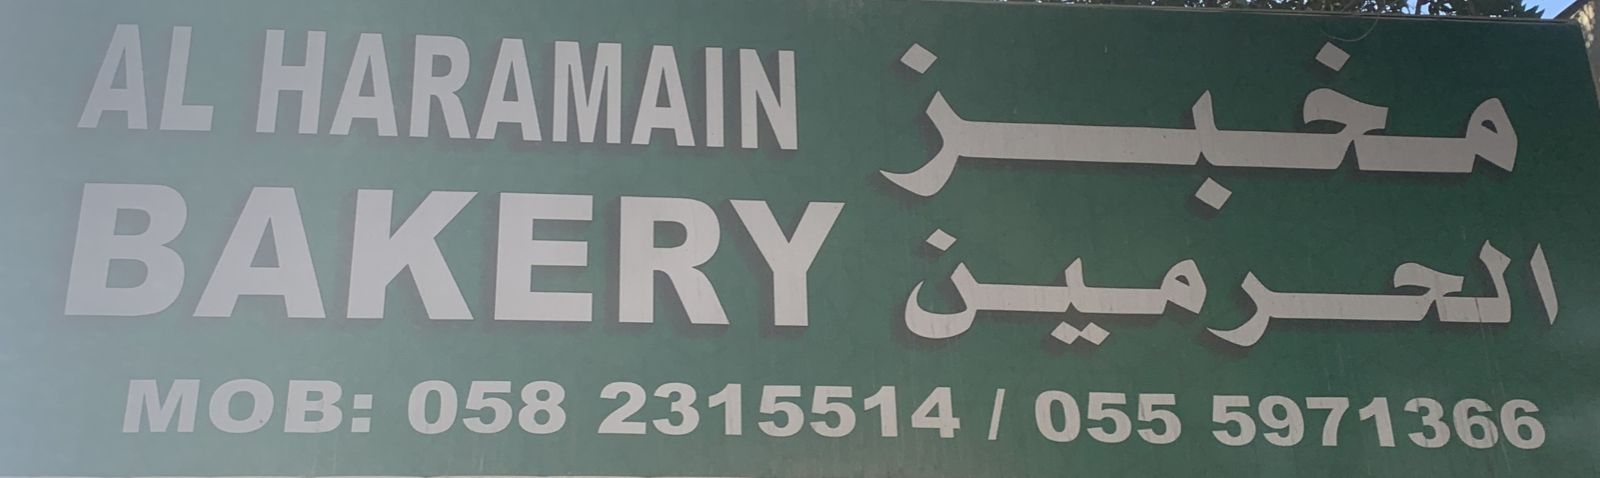 AL HARAMAIN
BAKERY
مخبز
الحرمين
MOB: 058 2315514 / 055 5971366